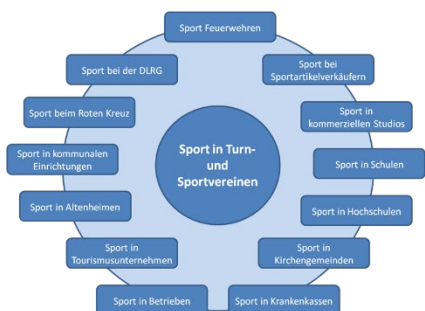 Sport Feuerwehren
Sport bei der DLRG
Sport bei
Sportartikelverkäufern
Sport beim Roten Kreuz
Sport in
kommerziellen Studios
Sport in kommunalen
Einrichtungen
Sport in Turn-
und
Sportvereinen
Sport in Schulen
Sport in Altenheimen
Sport in Hochschulen
Sport in
Tourismusunternehmen
Sport in
Kirchengemeinden
Sport in Betrieben
Sport in Krankenkassen